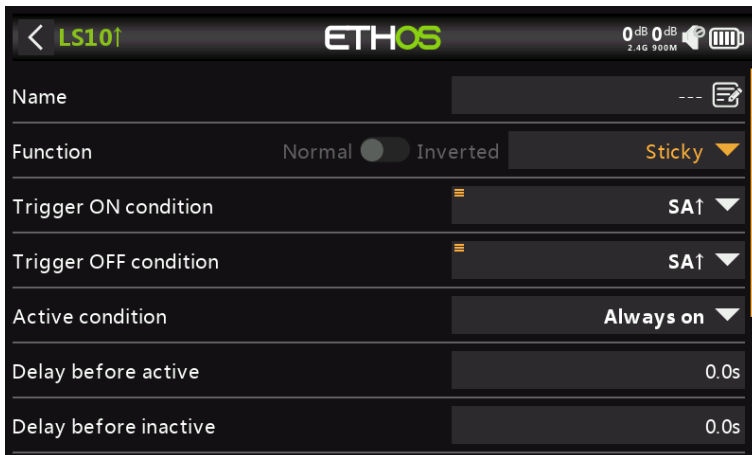 LS10↑ ETHOS 0dB 0dB
2.4G 900M
Name ---
Function Normal Inverted Sticky
Trigger ON condition SA↑
Trigger OFF condition SA↑
Active condition Always on
Delay before active 0.0s
Delay before inactive 0.0s